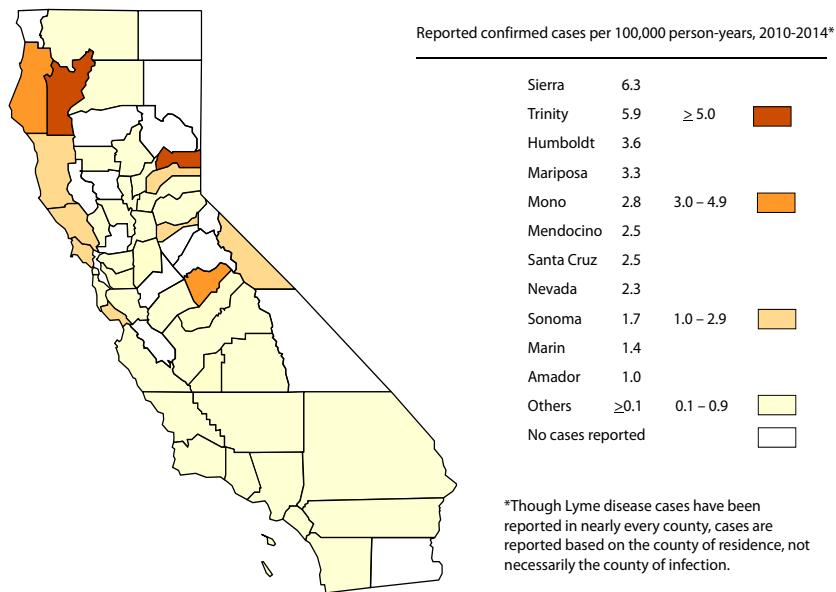 Reported confirmed cases per 100,000 person-years, 2010-2014*
Sierra 6.3
Trinity 5.9 ≥ 5.0
Humboldt 3.6
Mariposa 3.3
Mono 2.8 3.0 – 4.9
Mendocino 2.5
Santa Cruz 2.5
Nevada 2.3
Sonoma 1.7 1.0 – 2.9
Marin 1.4
Amador 1.0
Others ≥0.1 0.1 – 0.9
No cases reported
*Though Lyme disease cases have been
reported in nearly every county, cases are
reported based on the county of residence, not
necessarily the county of infection.